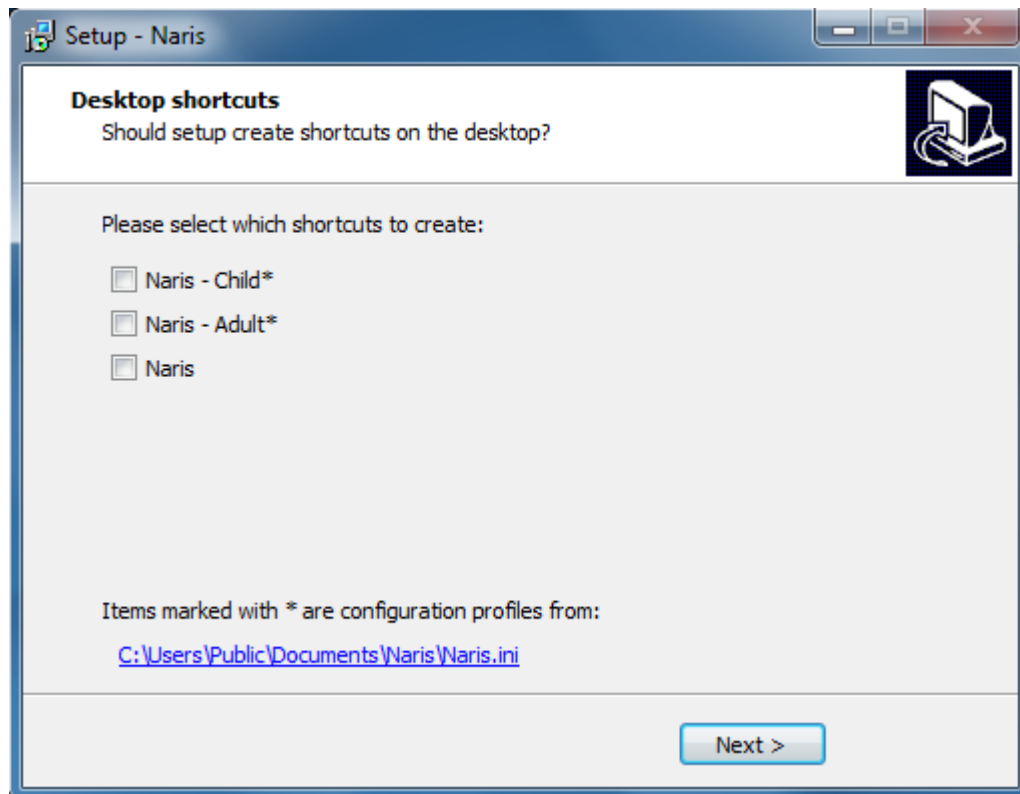 Setup - Naris
Desktop shortcuts
Should setup create shortcuts on the desktop?
Please select which shortcuts to create:
Naris - Child*
Naris - Adult*
Naris
Items marked with * are configuration profiles from:
C:\Users\Public\Documents\Naris\Naris.ini
Next >